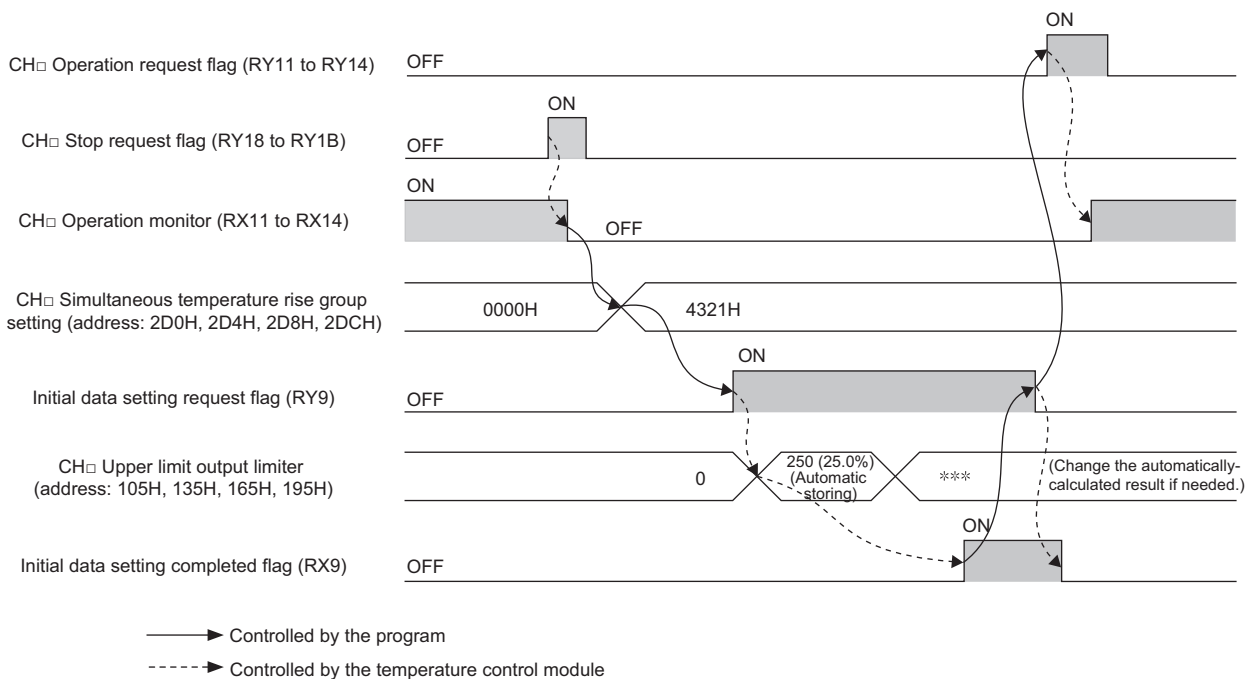 ON
CH□ Operation request flag (RY11 to RY14)
OFF
ON
CH□ Stop request flag (RY18 to RY1B)
OFF
ON
CH□ Operation monitor (RX11 to RX14)
OFF
CH□ Simultaneous temperature rise group
setting (address: 2D0H, 2D4H, 2D8H, 2DCH)
0000H
4321H
ON
Initial data setting request flag (RY9)
OFF
CH□ Upper limit output limiter
(address: 105H, 135H, 165H, 195H)
0
250 (25.0%)
(Automatic
storing)
***
(Change the automatically-
calculated result if needed.)
ON
Initial data setting completed flag (RX9)
OFF
Controlled by the program
Controlled by the temperature control module